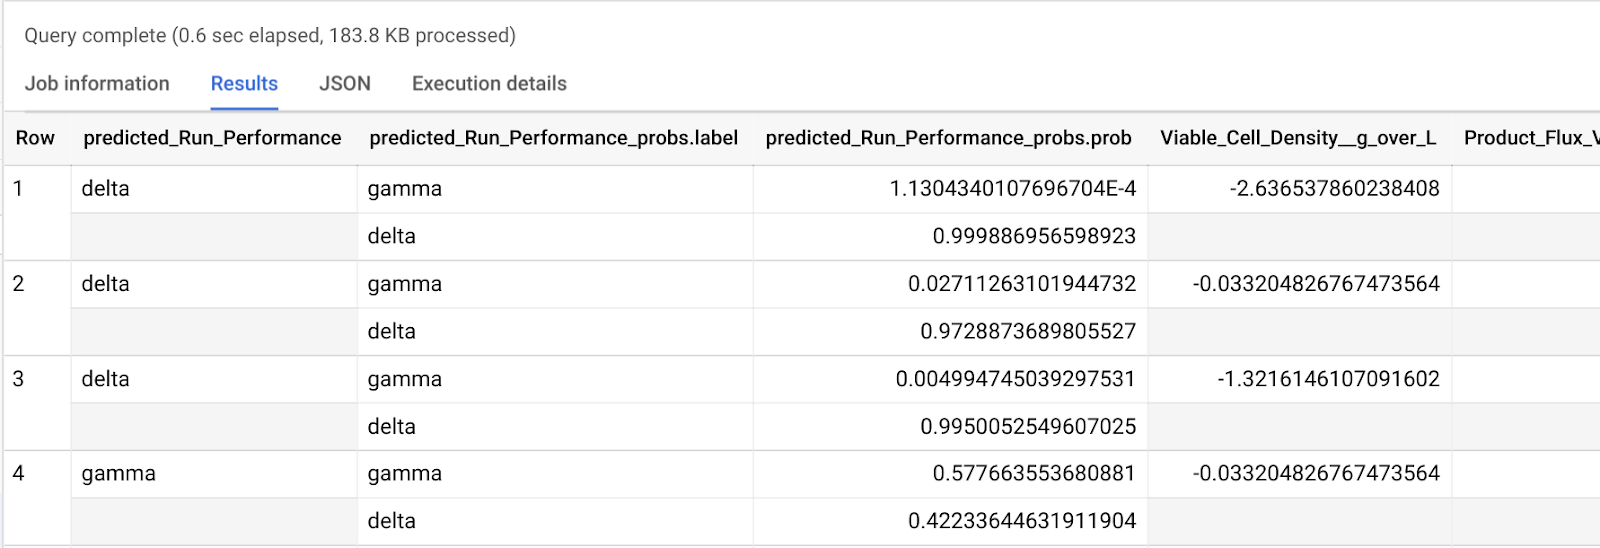 Query complete (0.6 sec elapsed, 183.8 KB processed)
Job information Results JSON Execution details
Row predicted_Run_Performance predicted_Run_Performance_probs.label predicted_Run_Performance_probs.prob Viable_Cell_Density__g_over_L Product_Flux_V
1 delta gamma 1.1304340107696704E-4 -2.636537860238408
delta 0.999886956598923
2 delta gamma 0.02711263101944732 -0.033204826767473564
delta 0.9728873689805527
3 delta gamma 0.004994745039297531 -1.3216146107091602
delta 0.9950052549607025
4 gamma gamma 0.577663553680881 -0.033204826767473564
delta 0.42233644631911904